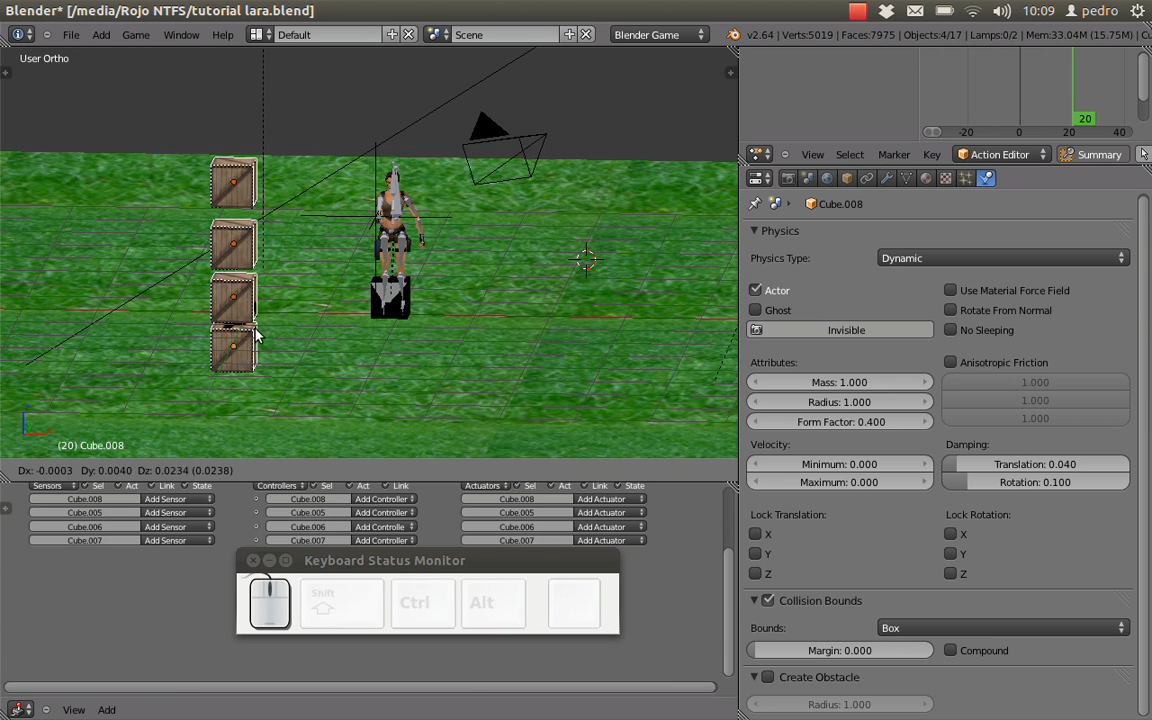 Blender* [/media/Rojo NTFS/tutorial lara.blend]
10:09
pedro
File Add Game Window Help
Default
Scene
Blender Game
v2.64 | Verts:5019 | Faces:7975 | Objects:4/17 | Lamps:0/2 | Mem:33.04M (15.75M) | Cu
User Ortho
20
-20 0 20 40
View Select Marker Key Action Editor Summary
Cube.008
Physics
Physics Type: Dynamic
Actor
Use Material Force Field
Ghost
Rotate From Normal
Invisible
No Sleeping
Attributes:
Anisotropic Friction
Mass: 1.000
1.000
Radius: 1.000
1.000
Form Factor: 0.400
1.000
Velocity:
Damping:
Minimum: 0.000
Translation: 0.040
Maximum: 0.000
Rotation: 0.100
Lock Translation:
Lock Rotation:
X
X
Y
Y
Z
Z
Collision Bounds
Bounds: Box
Margin: 0.000
Compound
Create Obstacle
Radius: 1.000
(20) Cube.008
Dx: -0.0003 Dy: 0.0040 Dz: 0.0234 (0.0238)
Sensors Sel Act Link State
Controllers Sel Act Link
Actuators Sel Act Link State
Cube.008 Add Sensor Cube.008 Add Controller Cube.008 Add Actuator
Cube.005 Add Sensor Cube.005 Add Controller Cube.005 Add Actuator
Cube.006 Add Sensor Cube.006 Add Controlle Cube.006 Add Actuator
Cube.007 Add Sensor Cube.007 Add Controller Cube.007 Add Actuator
Keyboard Status Monitor
Shift
Ctrl
Alt
View Add